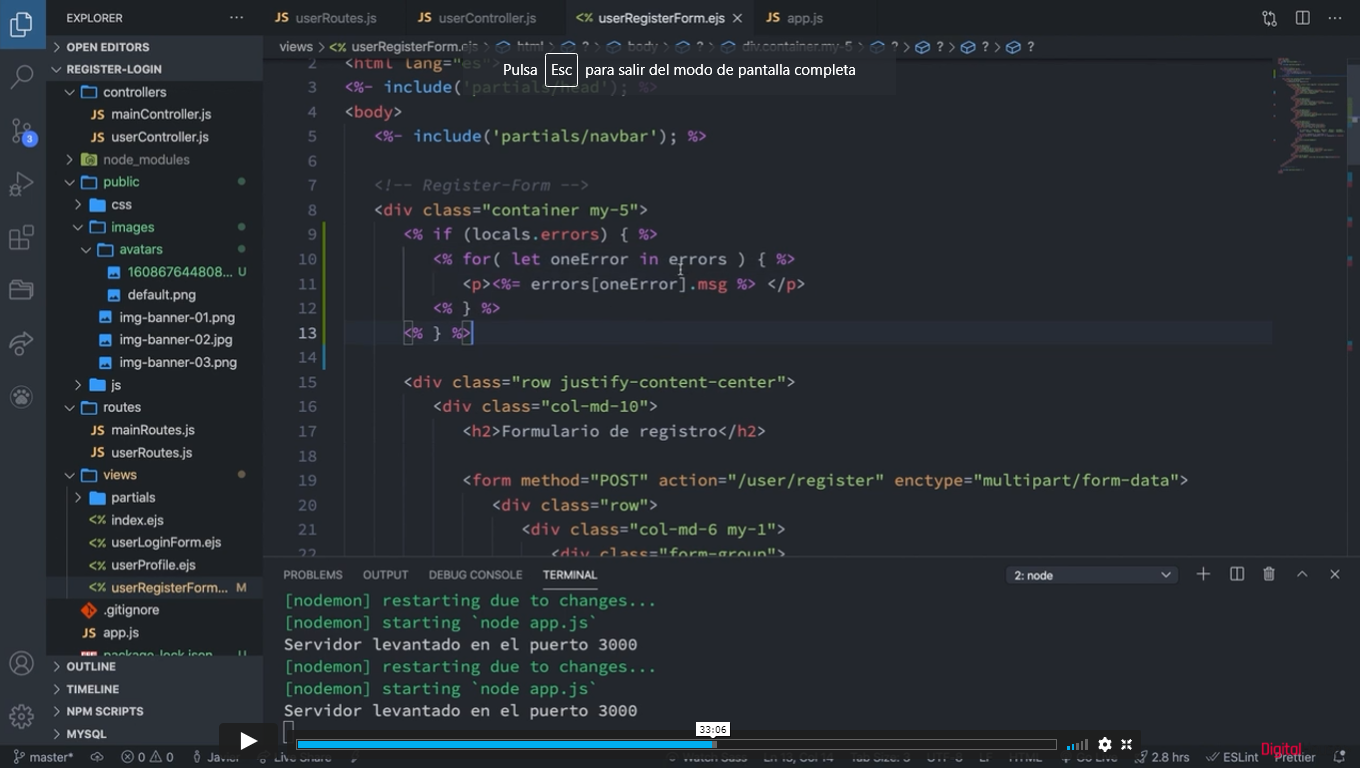 EXPLORER
JS userRoutes.js
JS userController.js
<% userRegisterForm.ejs
JS app.js
OPEN EDITORS
REGISTER-LOGIN
controllers
JS mainController.js
JS userController.js
node_modules
public
css
images
avatars
160867644808... U
default.png
img-banner-01.png
img-banner-02.jpg
img-banner-03.png
js
routes
JS mainRoutes.js
JS userRoutes.js
views
partials
<% index.ejs
<% userLoginForm.ejs
<% userProfile.ejs
<% userRegisterForm... M
.gitignore
JS app.js
package-lock.json U
OUTLINE
TIMELINE
NPM SCRIPTS
MYSQL
3
views > <% userRegisterForm.ejs > html > ? > body > ? > div.container.my-5 > ? > ? > ? > ? > ?
Pulsa Esc para salir del modo de pantalla completa
2 <html lang="es">
3 <%- include('partials/head'); %>
4 <body>
5 <%- include('partials/navbar'); %>
6
7 <!-- Register-Form -->
8 <div class="container my-5">
9 <% if (locals.errors) { %>
10 <% for( let oneError in errors ) { %>
11 <p><%= errors[oneError].msg %> </p>
12 <% } %>
13 <% } %>
14
15 <div class="row justify-content-center">
16 <div class="col-md-10">
17 <h2>Formulario de registro</h2>
18
19 <form method="POST" action="/user/register" enctype="multipart/form-data">
20 <div class="row">
21 <div class="col-md-6 my-1">
22 <div class="form-group">
PROBLEMS OUTPUT DEBUG CONSOLE TERMINAL
2: node
[nodemon] restarting due to changes...
[nodemon] starting `node app.js`
Servidor levantado en el puerto 3000
[nodemon] restarting due to changes...
[nodemon] starting `node app.js`
Servidor levantado en el puerto 3000
33:06
master* 0 0 Javier Live Share Watch Sass Ln 13, Col 14 Tab Size: 3 UTF-8 LF HTML Go Live 2.8 hrs ESLint Prettier
Digital